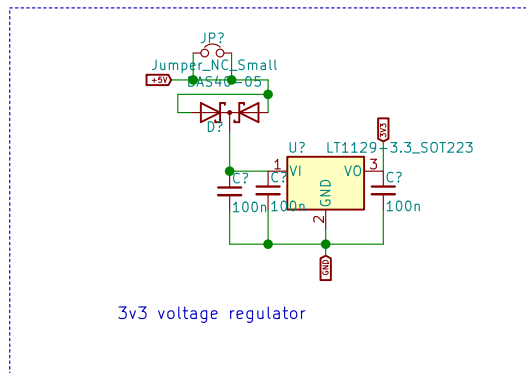 JP?
Jumper_NC_Small
+5V
BAS40-05
D?
3V3
U? LT1129-3.3_SOT223
1 VI VO 3
GND
2
C? C? C?
100n 100n 100n
GND
3v3 voltage regulator